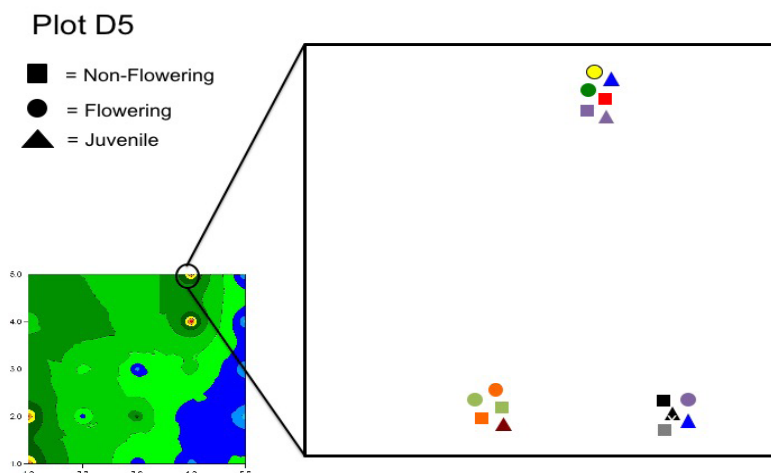 Plot D5
= Non-Flowering
= Flowering
= Juvenile
5.0
4.0
3.0
2.0
1.0